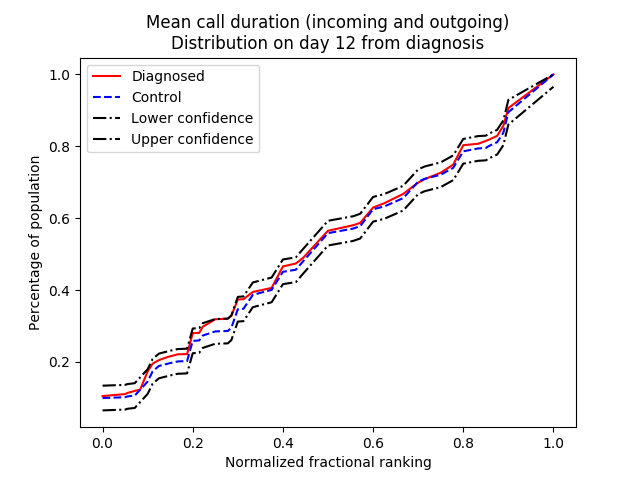 Mean call duration (incoming and outgoing)
Distribution on day 12 from diagnosis
Diagnosed
Control
Lower confidence
Upper confidence
Percentage of population
1.0
0.8
0.6
0.4
0.2
0.0 0.2 0.4 0.6 0.8 1.0
Normalized fractional ranking